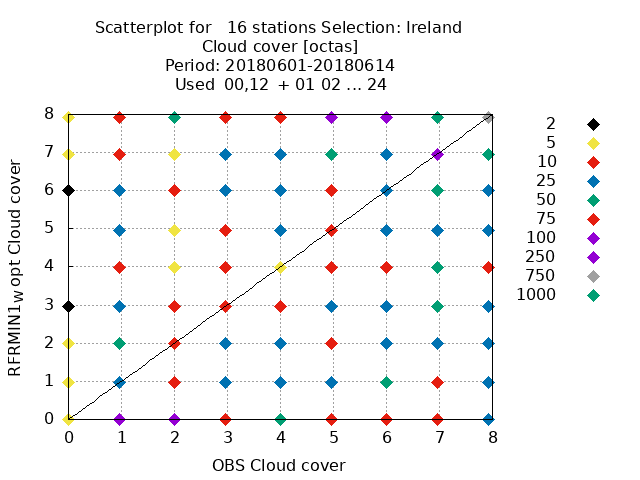 Scatterplot for   16 stations Selection: Ireland
Cloud cover [octas]
Period: 20180601-20180614
Used  00,12  + 01 02 ... 24
8
7
6
5
4
3
2
1
0
RFRMIN1_W opt Cloud cover
0 1 2 3 4 5 6 7 8
OBS Cloud cover
2
5
10
25
50
75
100
250
750
1000